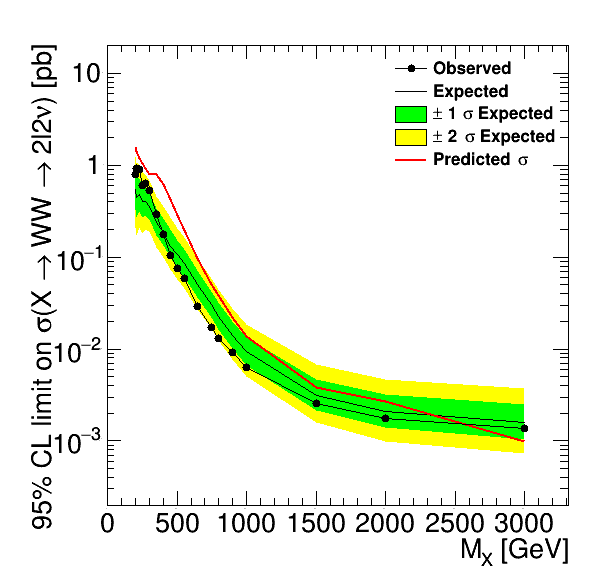 95% CL limit on σ(X → WW → 2l2ν) [pb]
10
1
10⁻¹
10⁻²
10⁻³
Observed
Expected
± 1 σ Expected
± 2 σ Expected
Predicted σ
0 500 1000 1500 2000 2500 3000
M_X [GeV]